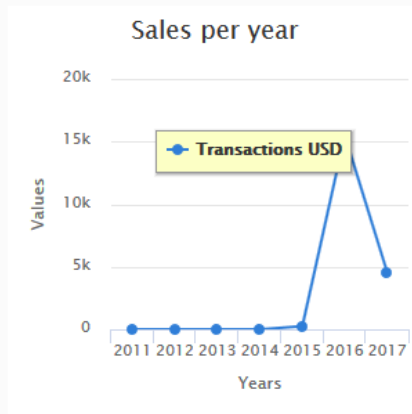 Sales per year
20k
15k
Transactions USD
10k
Values
5k
0
2011 2012 2013 2014 2015 2016 2017
Years